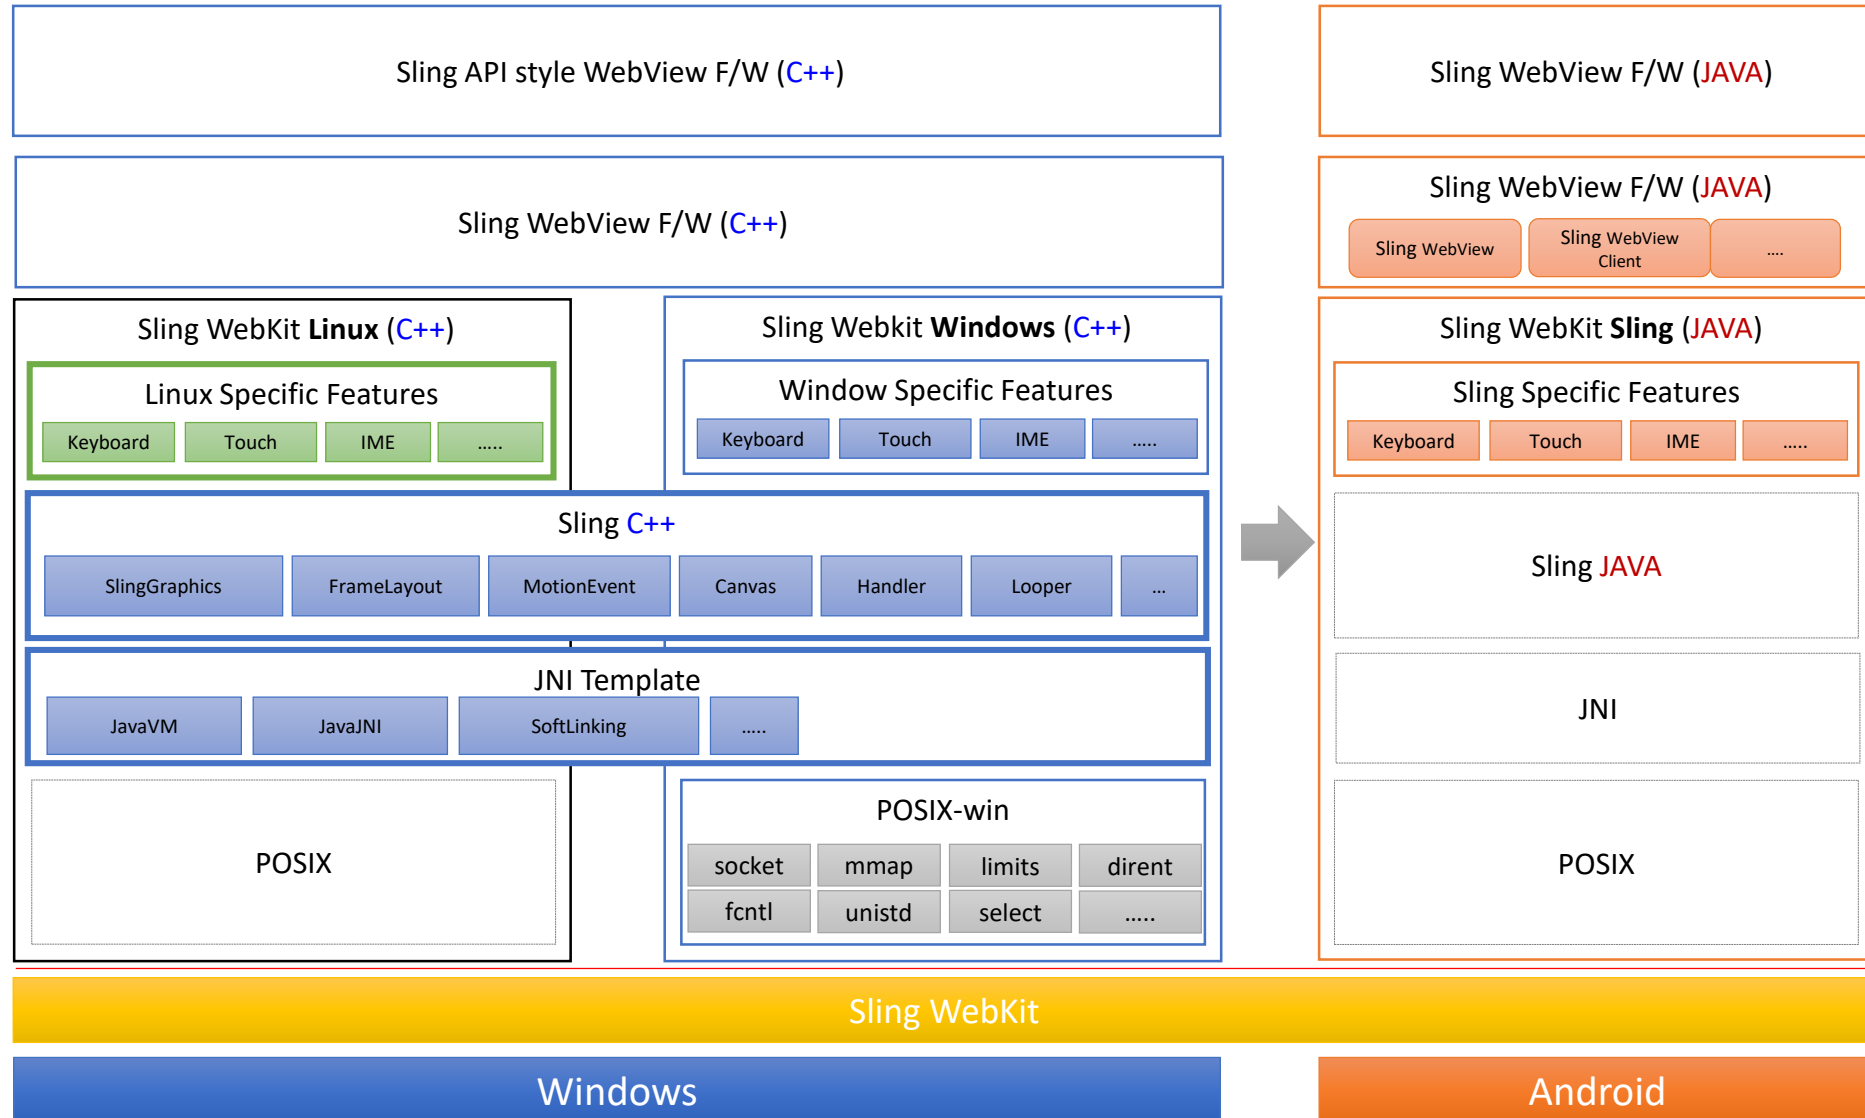 Sling API style WebView F/W (C++)
Sling WebView F/W (JAVA)
Sling WebView F/W (C++)
Sling WebView F/W (JAVA)
Sling WebView
Sling WebView
Client
....
Sling WebKit Linux (C++)
Linux Specific Features
Keyboard
Touch
IME
.....
Sling Webkit Windows (C++)
Window Specific Features
Keyboard
Touch
IME
.....
Sling WebKit Sling (JAVA)
Sling Specific Features
Keyboard
Touch
IME
.....
Sling C++
SlingGraphics
FrameLayout
MotionEvent
Canvas
Handler
Looper
...
Sling JAVA
JNI Template
JavaVM
JavaJNI
SoftLinking
.....
JNI
POSIX
POSIX-win
socket
mmap
limits
dirent
fcntl
unistd
select
.....
POSIX
Sling WebKit
Windows
Android